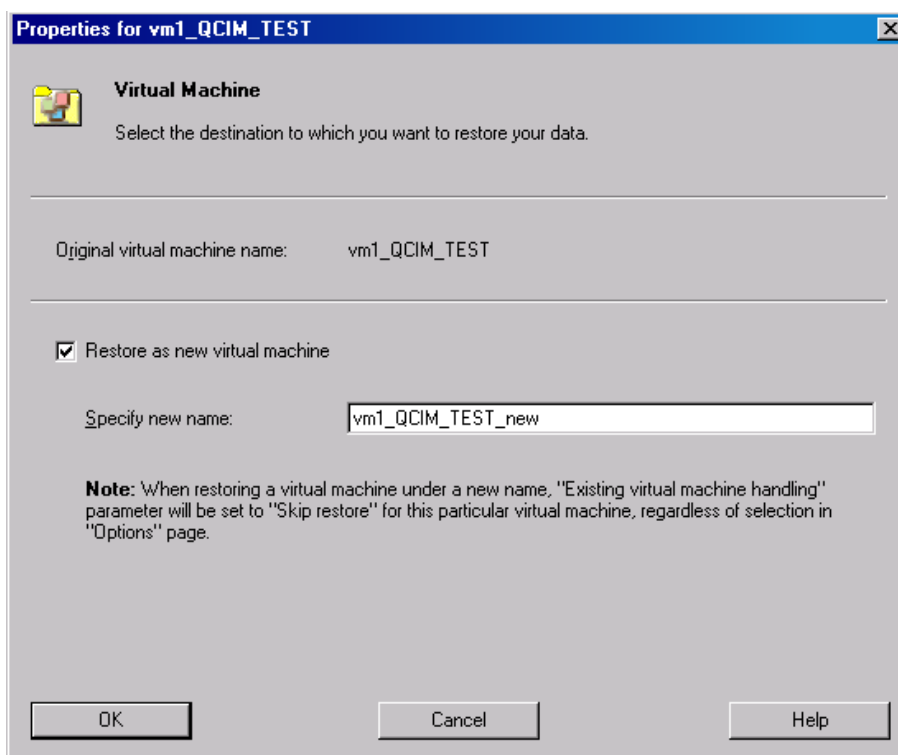 Properties for vm1_QCIM_TEST
Virtual Machine
Select the destination to which you want to restore your data.
Original virtual machine name: vm1_QCIM_TEST
Restore as new virtual machine
Specify new name: vm1_QCIM_TEST_new
Note: When restoring a virtual machine under a new name, "Existing virtual machine handling"
parameter will be set to "Skip restore" for this particular virtual machine, regardless of selection in
"Options" page.
OK Cancel Help